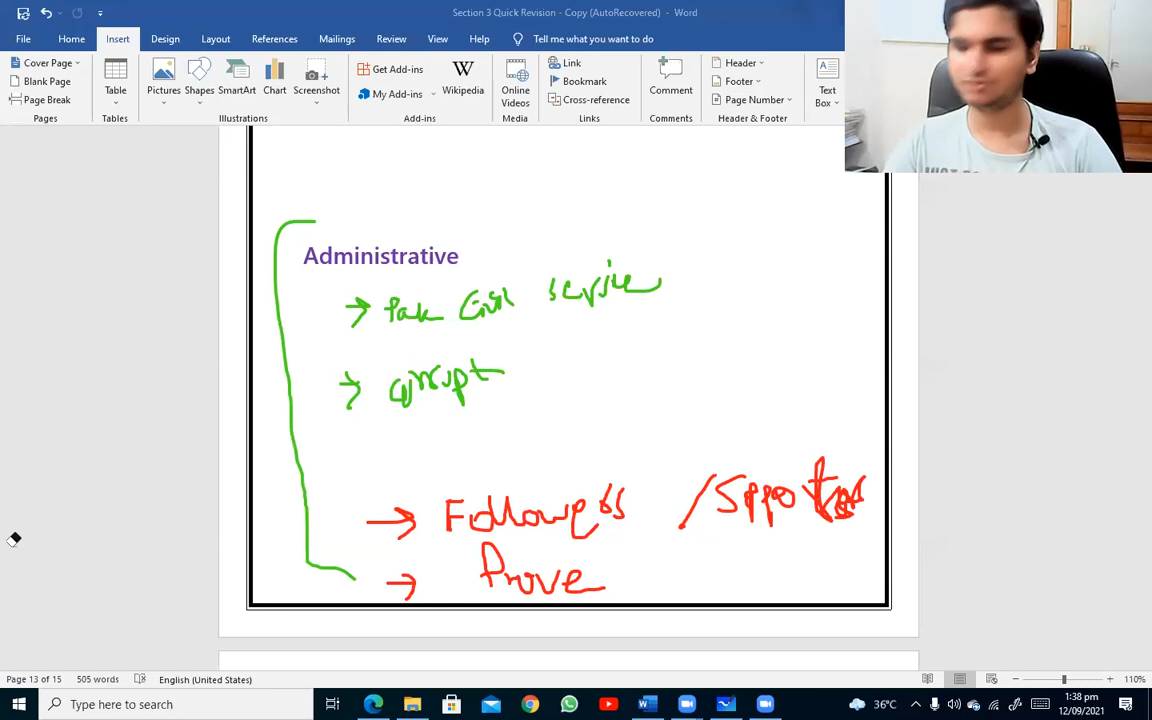 Section 3 Quick Revision - Copy (AutoRecovered) - Word
File Home Insert Design Layout References Mailings Review View Help Tell me what you want to do
Cover Page
Blank Page
Page Break
Pages
Table
Tables
Pictures Shapes SmartArt Chart Screenshot
Illustrations
Get Add-ins
My Add-ins
Wikipedia
Add-ins
Online Videos
Media
Link
Bookmark
Cross-reference
Links
Comment
Comments
Header
Footer
Page Number
Header & Footer
Text Box
Administrative
→ Pak Civil service
→ corrupt
→ Followers /
→ Prove
Page 13 of 15 505 words English (United States) 110%
Type here to search
36°C
ENG
1:38 pm
12/09/2021